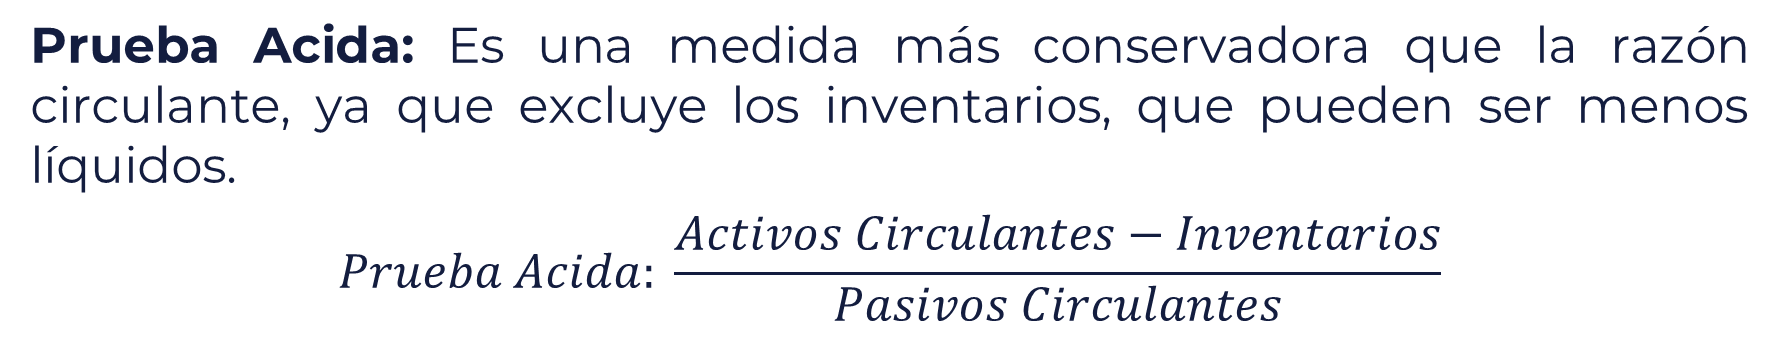 Prueba Acida: Es una medida más conservadora que la razón
circulante, ya que excluye los inventarios, que pueden ser menos
líquidos.
Prueba Acida: Activos Circulantes − Inventarios
Pasivos Circulantes